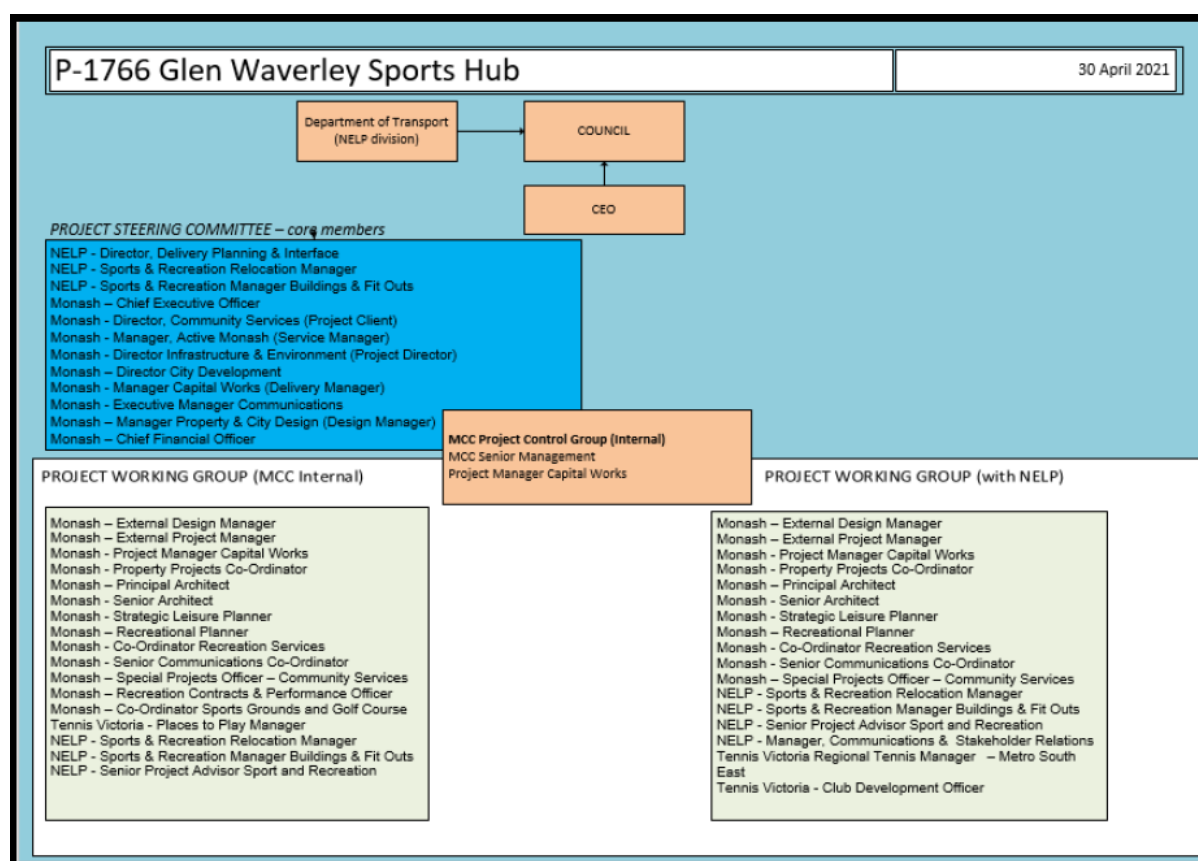 P-1766 Glen Waverley Sports Hub
30 April 2021
Department of Transport
(NELP division)
COUNCIL
CEO
PROJECT STEERING COMMITTEE – core members
NELP - Director, Delivery Planning & Interface
NELP - Sports & Recreation Relocation Manager
NELP - Sports & Recreation Manager Buildings & Fit Outs
Monash – Chief Executive Officer
Monash - Director, Community Services (Project Client)
Monash - Manager, Active Monash (Service Manager)
Monash - Director Infrastructure & Environment (Project Director)
Monash – Director City Development
Monash - Manager Capital Works (Delivery Manager)
Monash - Executive Manager Communications
Monash – Manager Property & City Design (Design Manager)
Monash – Chief Financial Officer
MCC Project Control Group (Internal)
MCC Senior Management
Project Manager Capital Works
PROJECT WORKING GROUP (MCC Internal)
Monash – External Design Manager
Monash – External Project Manager
Monash - Project Manager Capital Works
Monash - Property Projects Co-Ordinator
Monash – Principal Architect
Monash - Senior Architect
Monash - Strategic Leisure Planner
Monash – Recreational Planner
Monash - Co-Ordinator Recreation Services
Monash - Senior Communications Co-Ordinator
Monash – Special Projects Officer – Community Services
Monash – Recreation Contracts & Performance Officer
Monash – Co-Ordinator Sports Grounds and Golf Course
Tennis Victoria - Places to Play Manager
NELP - Sports & Recreation Relocation Manager
NELP - Sports & Recreation Manager Buildings & Fit Outs
NELP - Senior Project Advisor Sport and Recreation
PROJECT WORKING GROUP (with NELP)
Monash – External Design Manager
Monash – External Project Manager
Monash - Project Manager Capital Works
Monash - Property Projects Co-Ordinator
Monash – Principal Architect
Monash - Senior Architect
Monash - Strategic Leisure Planner
Monash – Recreational Planner
Monash - Co-Ordinator Recreation Services
Monash - Senior Communications Co-Ordinator
Monash – Special Projects Officer – Community Services
NELP - Sports & Recreation Relocation Manager
NELP - Sports & Recreation Manager Buildings & Fit Outs
NELP - Senior Project Advisor Sport and Recreation
NELP - Manager, Communications & Stakeholder Relations
Tennis Victoria Regional Tennis Manager – Metro South
East
Tennis Victoria - Club Development Officer